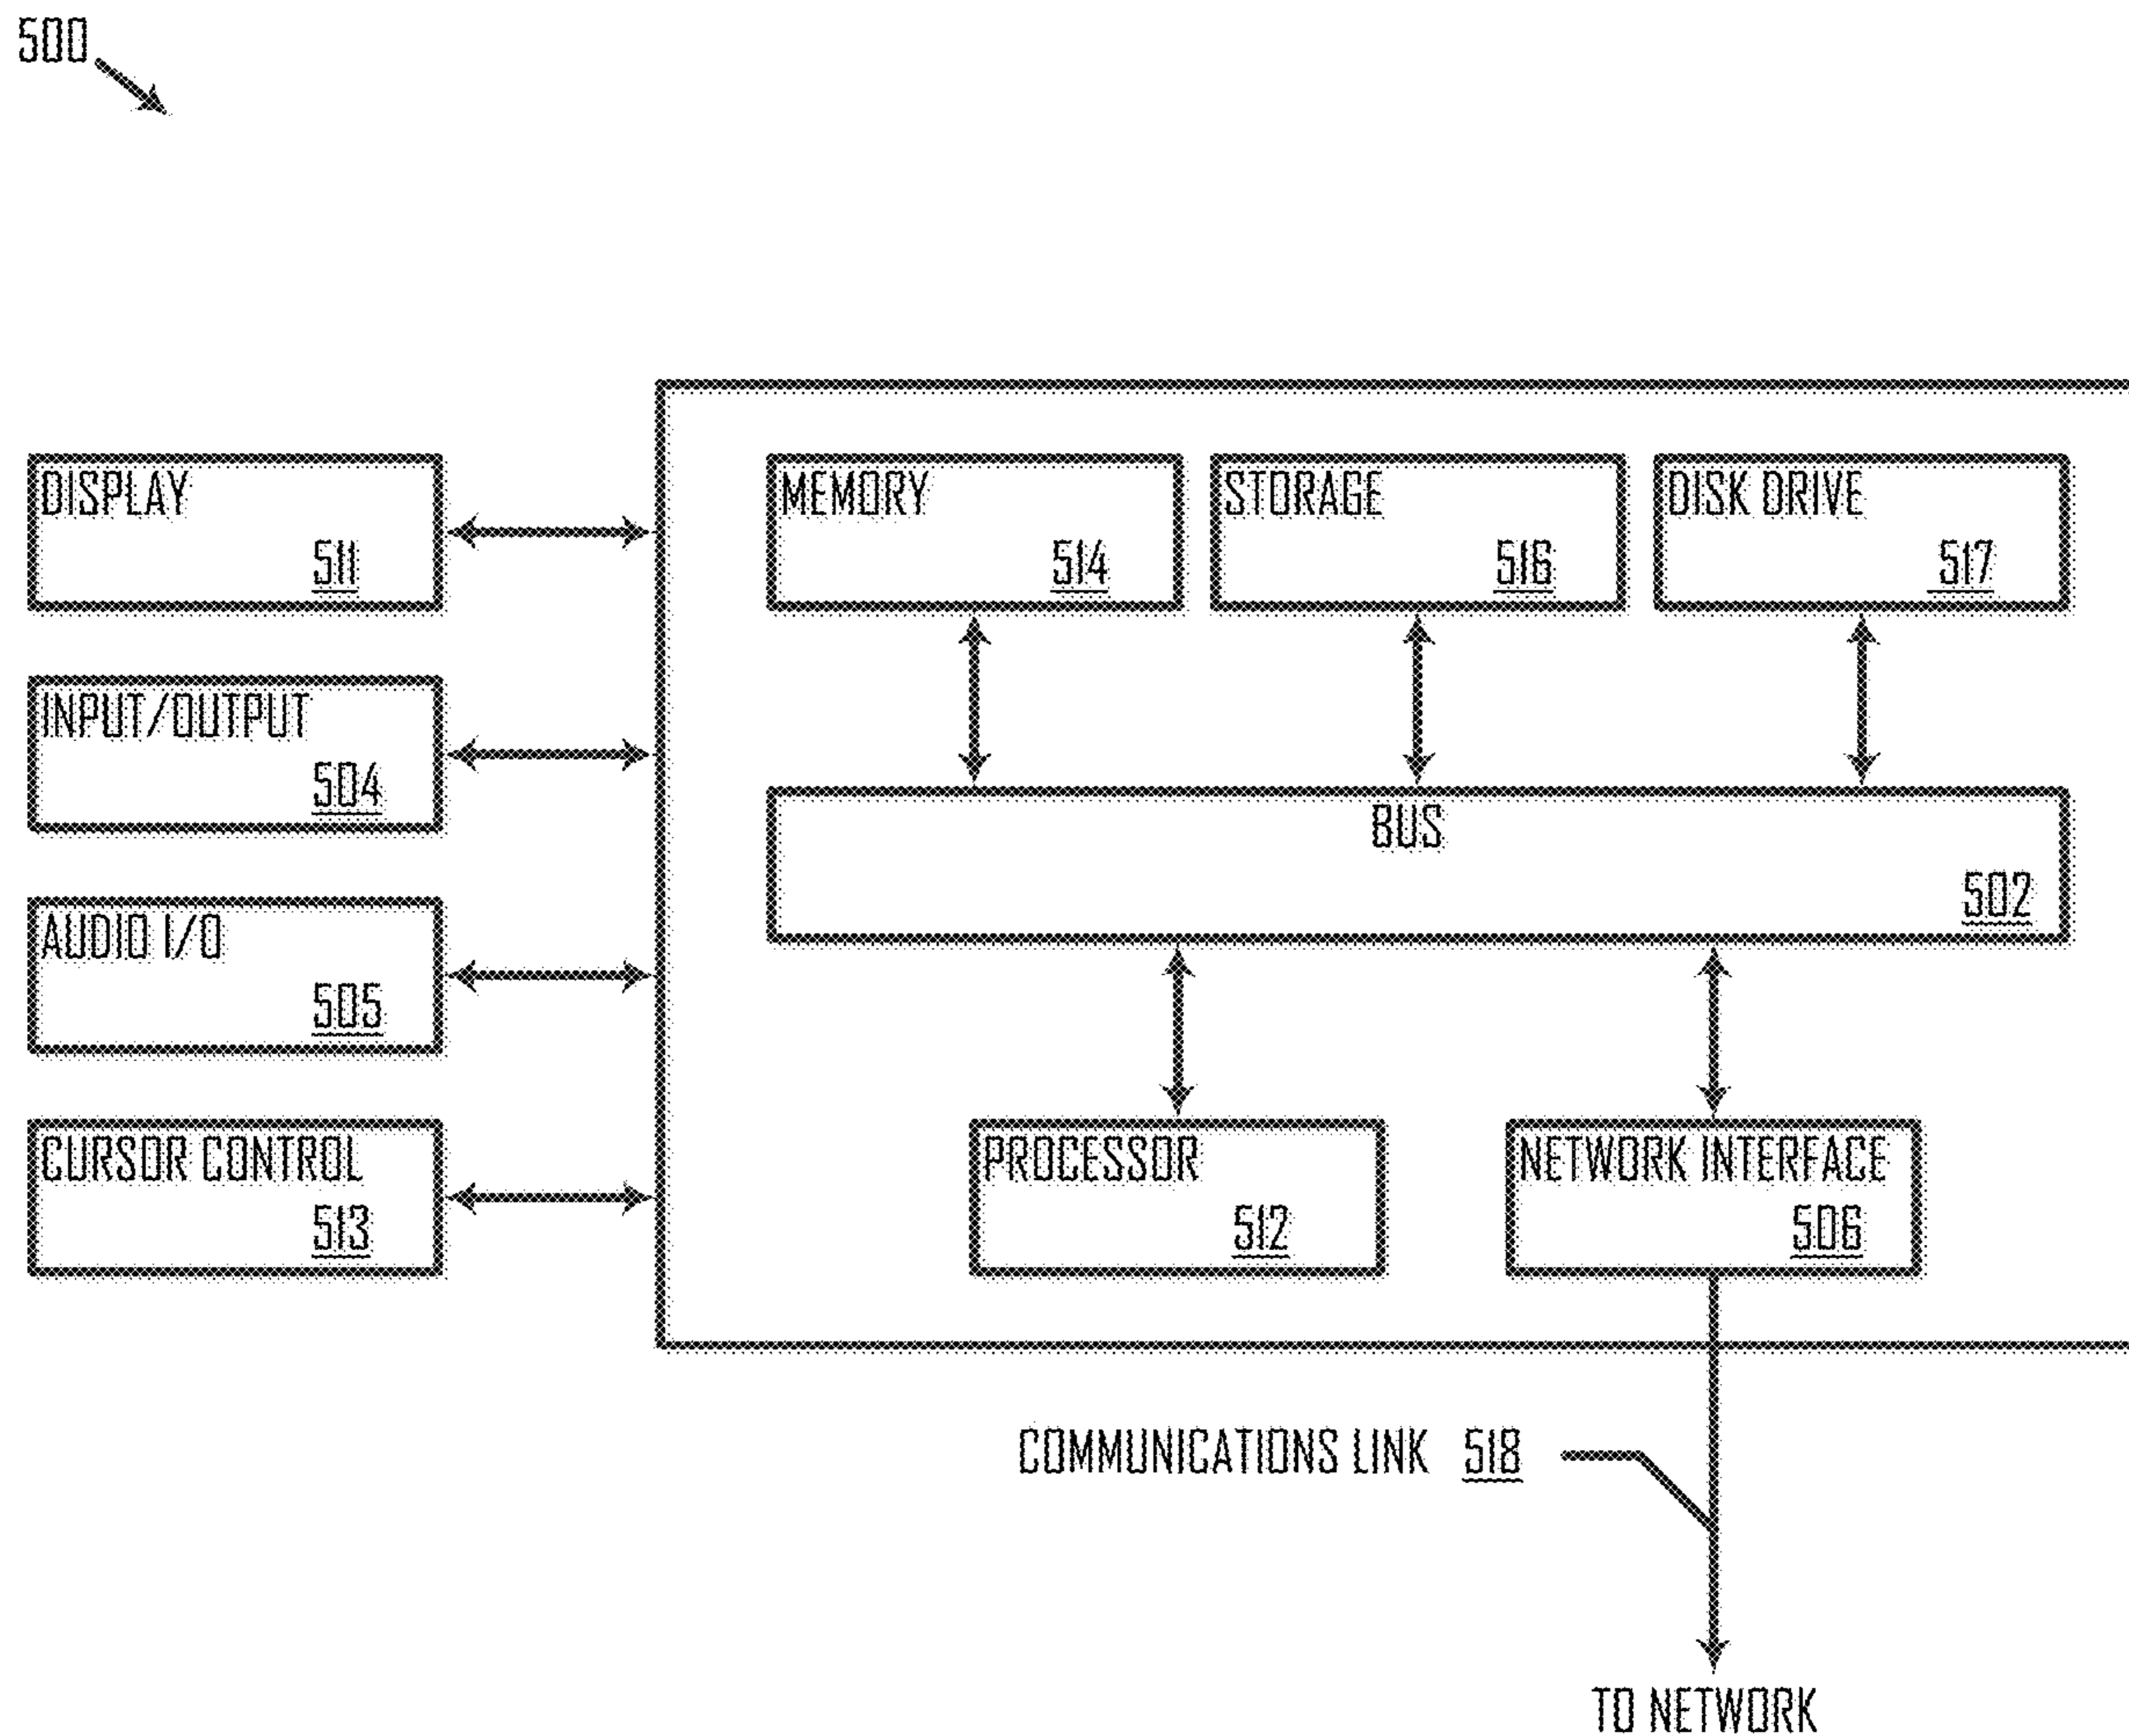 500
DISPLAY
511
MEMORY
514
STORAGE
516
DISK DRIVE
517
INPUT/OUTPUT
504
BUS
502
AUDIO I/O
505
CURSOR CONTROL
513
PROCESSOR
512
NETWORK INTERFACE
506
COMMUNICATIONS LINK 518
TO NETWORK